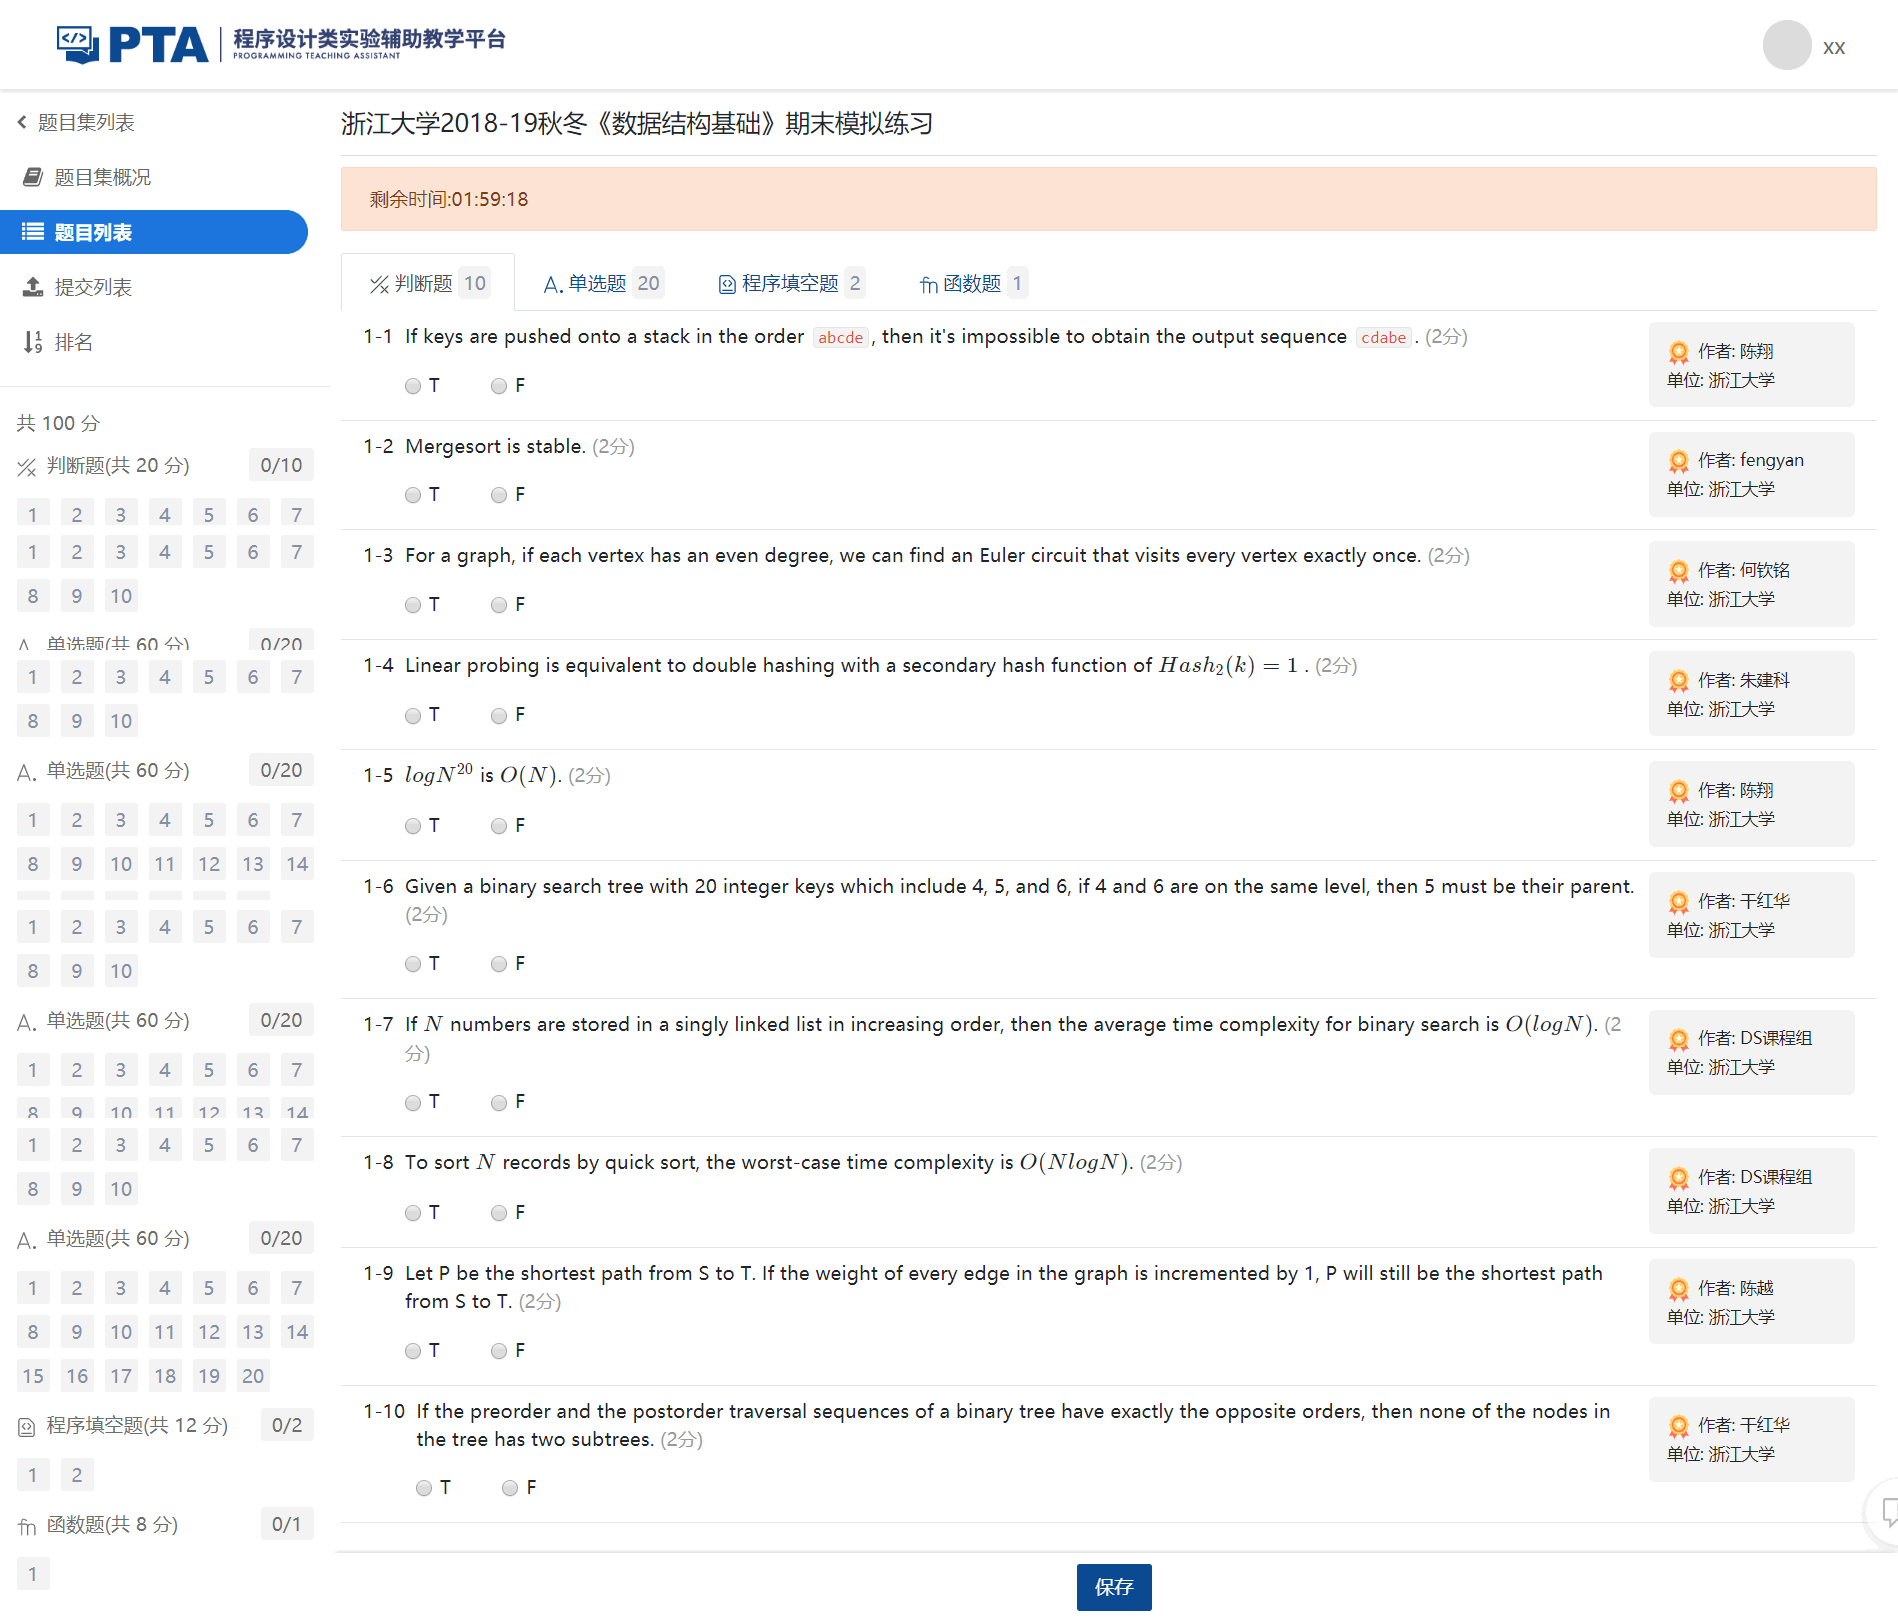 PTA 程序设计类实验辅助教学平台
PROGRAMMING TEACHING ASSISTANT
xx
题目集列表
题目集概况
题目列表
提交列表
排名
共 100 分
判断题(共 20 分) 0/10
1 2 3 4 5 6 7
1 2 3 4 5 6 7
8 9 10
单选题(共 60 分) 0/20
1 2 3 4 5 6 7
8 9 10
A. 单选题(共 60 分) 0/20
1 2 3 4 5 6 7
8 9 10 11 12 13 14
1 2 3 4 5 6 7
8 9 10
A. 单选题(共 60 分) 0/20
1 2 3 4 5 6 7
8 9 10 11 12 13 14
1 2 3 4 5 6 7
8 9 10
A. 单选题(共 60 分) 0/20
1 2 3 4 5 6 7
8 9 10 11 12 13 14
15 16 17 18 19 20
程序填空题(共 12 分) 0/2
1 2
fn 函数题(共 8 分) 0/1
1
浙江大学2018-19秋冬《数据结构基础》期末模拟练习
剩余时间:01:59:18
判断题 10 A. 单选题 20 程序填空题 2 fn 函数题 1
1-1 If keys are pushed onto a stack in the order abcde, then it's impossible to obtain the output sequence cdabe. (2分)
T F
作者: 陈翔
单位: 浙江大学
1-2 Mergesort is stable. (2分)
T F
作者: fengyan
单位: 浙江大学
1-3 For a graph, if each vertex has an even degree, we can find an Euler circuit that visits every vertex exactly once. (2分)
T F
作者: 何钦铭
单位: 浙江大学
1-4 Linear probing is equivalent to double hashing with a secondary hash function of Hash₂(k) = 1 . (2分)
T F
作者: 朱建科
单位: 浙江大学
1-5 logN²⁰ is O(N). (2分)
T F
作者: 陈翔
单位: 浙江大学
1-6 Given a binary search tree with 20 integer keys which include 4, 5, and 6, if 4 and 6 are on the same level, then 5 must be their parent.
(2分)
T F
作者: 干红华
单位: 浙江大学
1-7 If N numbers are stored in a singly linked list in increasing order, then the average time complexity for binary search is O(logN). (2
分)
T F
作者: DS课程组
单位: 浙江大学
1-8 To sort N records by quick sort, the worst-case time complexity is O(NlogN). (2分)
T F
作者: DS课程组
单位: 浙江大学
1-9 Let P be the shortest path from S to T. If the weight of every edge in the graph is incremented by 1, P will still be the shortest path
from S to T. (2分)
T F
作者: 陈越
单位: 浙江大学
1-10 If the preorder and the postorder traversal sequences of a binary tree have exactly the opposite orders, then none of the nodes in
the tree has two subtrees. (2分)
T F
作者: 干红华
单位: 浙江大学
保存